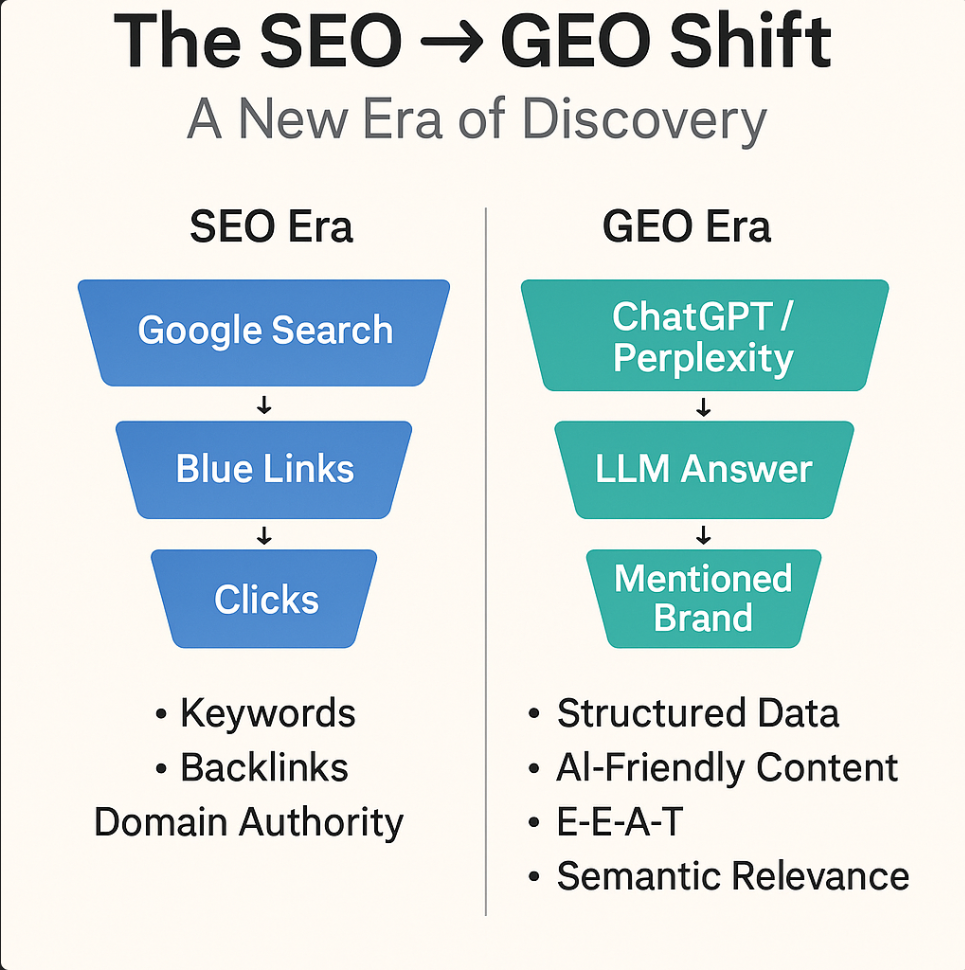 The SEO → GEO Shift
A New Era of Discovery
SEO Era
Google Search
↓
Blue Links
↓
Clicks
• Keywords
• Backlinks
Domain Authority
GEO Era
ChatGPT /
Perplexity
↓
LLM Answer
↓
Mentioned
Brand
• Structured Data
• AI-Friendly Content
• E-E-A-T
• Semantic Relevance